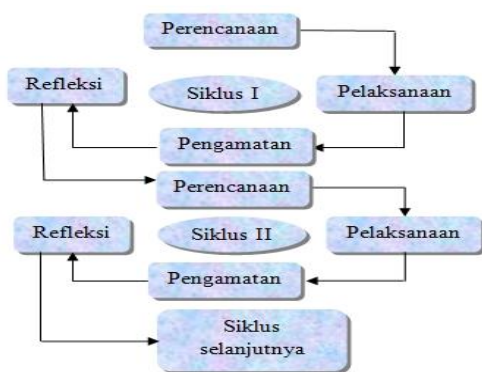 Perencanaan
Refleksi
Siklus I
Pelaksanaan
Pengamatan
Perencanaan
Refleksi
Siklus II
Pelaksanaan
Pengamatan
Siklus
selanjutnya